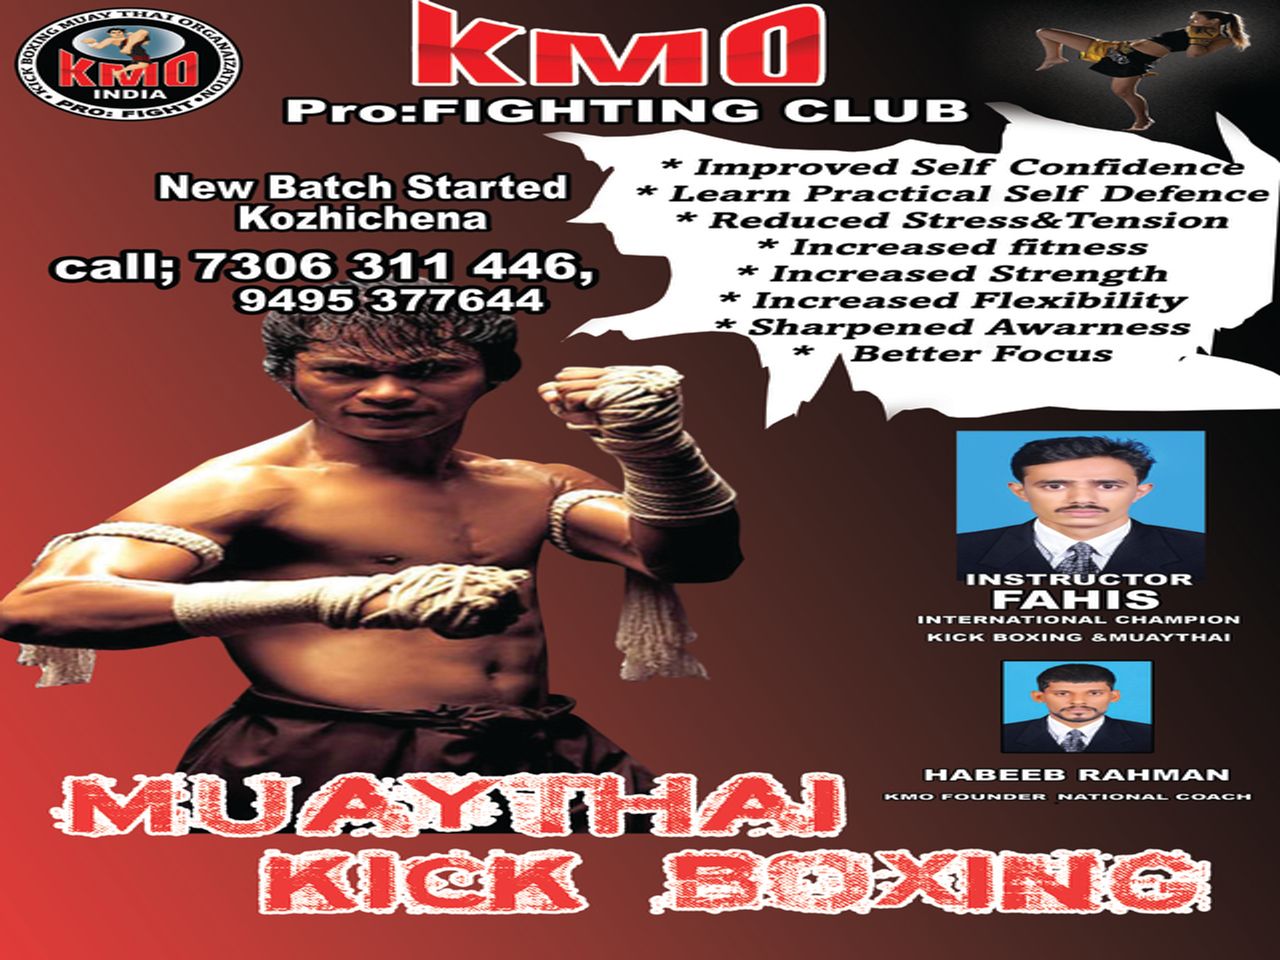 KICK BOXING MUAY THAI ORGANAIZATION
KMO
INDIA
• PRO: FIGHT •
KMO
Pro:FIGHTING CLUB
New Batch Started
Kozhichena
call; 7306 311 446,
9495 377644
* Improved Self Confidence
* Learn Practical Self Defence
* Reduced Stress&Tension
* Increased fitness
* Increased Strength
* Increased Flexibility
* Sharpened Awarness
* Better Focus
INSTRUCTOR
FAHIS
INTERNATIONAL CHAMPION
KICK BOXING &MUAYTHAI
HABEEB RAHMAN
KMO FOUNDER NATIONAL COACH
MUAYTHAI
KICK BOXING